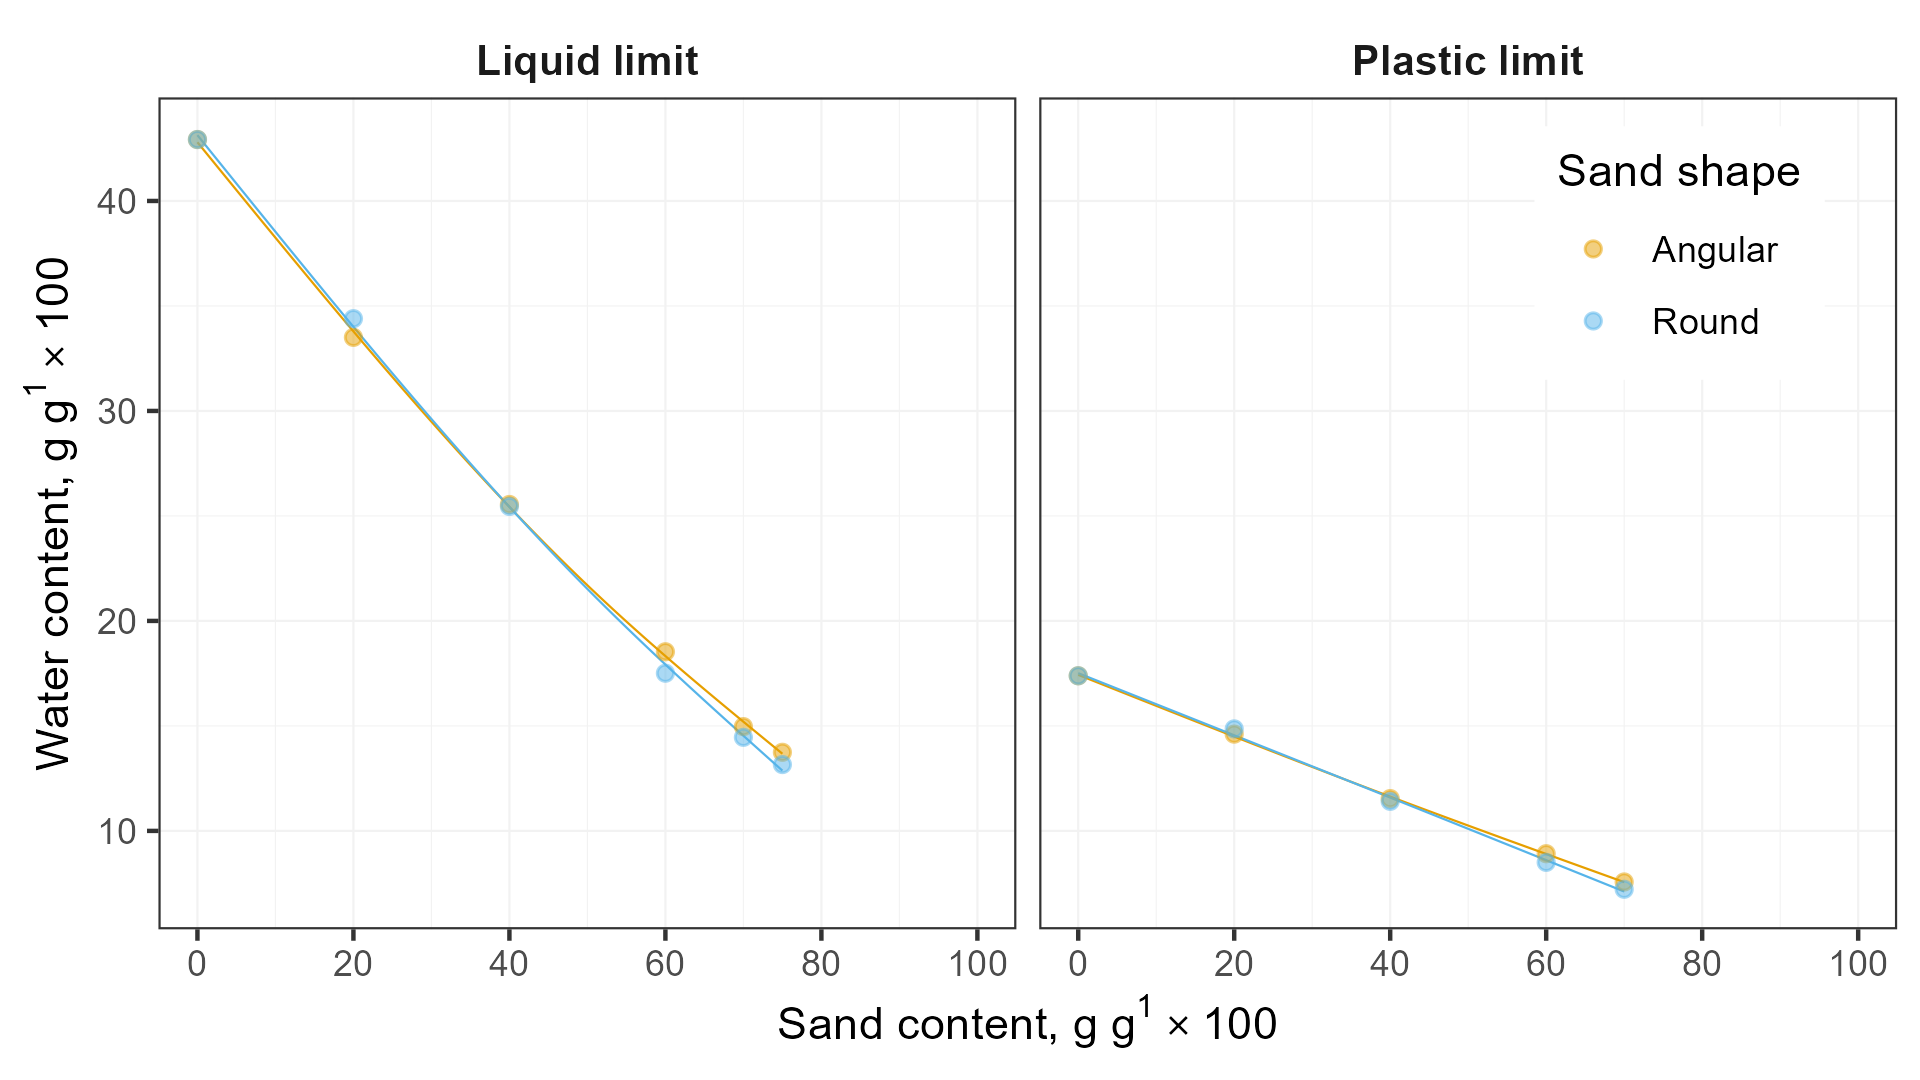 Liquid limit
Plastic limit
Sand shape
Angular
Round
Water content, g g¹ × 100
40
30
20
10
0 20 40 60 80 100
0 20 40 60 80 100
Sand content, g g¹ × 100